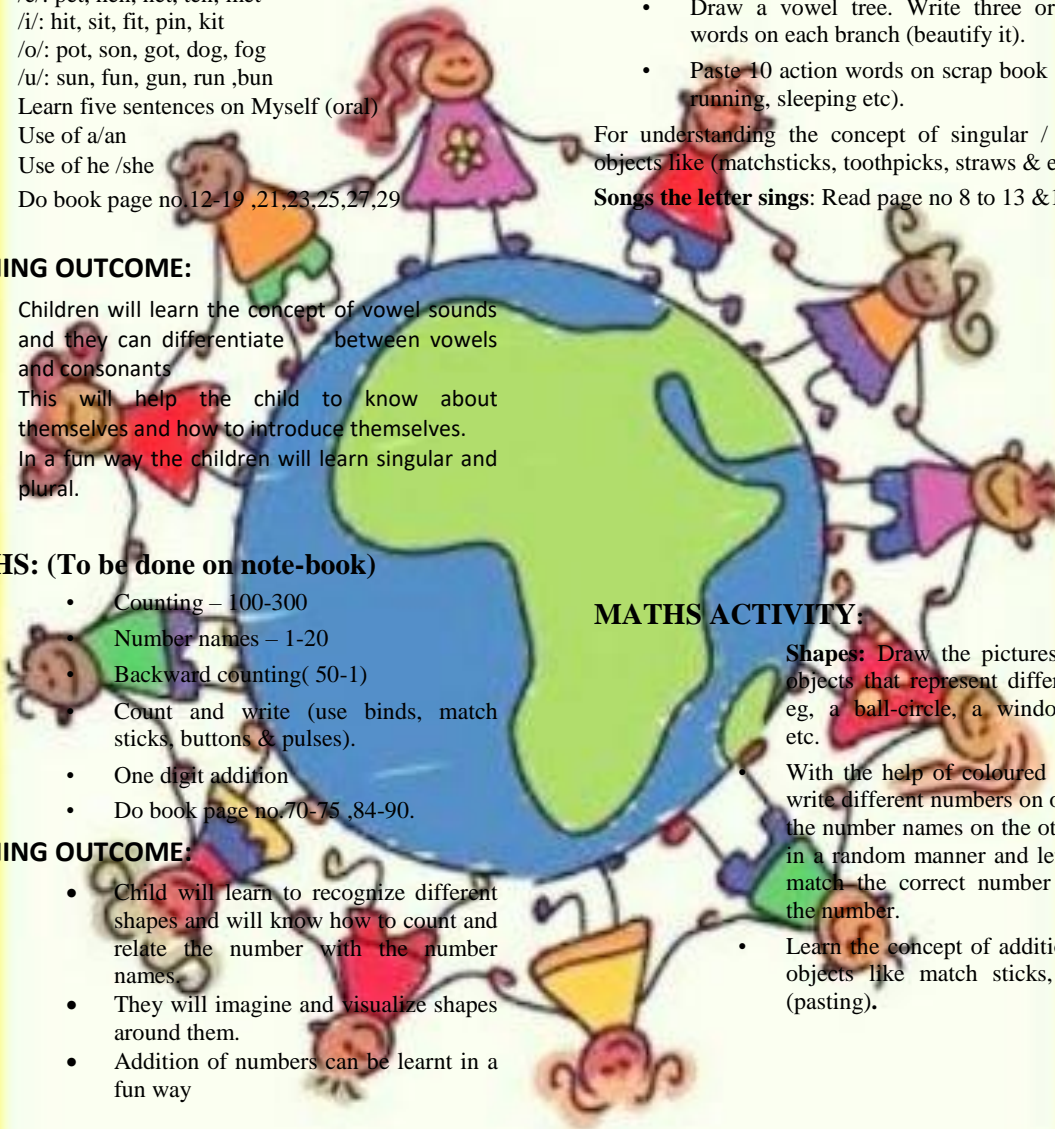 /i/: hit, sit, fit, pin, kit
/o/: pot, son, got, dog, fog
/u/: sun, fun, gun, run ,bun
Learn five sentences on Myself (oral)
Use of a/an
Use of he /she
Do book page no.12-19 ,21,23,25,27,29
NING OUTCOME:
Children will learn the concept of vowel sounds
and they can differentiate between vowels
and consonants
This will help the child to know about
themselves and how to introduce themselves.
In a fun way the children will learn singular and
plural.
HS: (To be done on note-book)
• Counting – 100-300
• Number names – 1-20
• Backward counting( 50-1)
• Count and write (use binds, match
sticks, buttons & pulses).
• One digit addition
• Do book page no.70-75 ,84-90.
NING OUTCOME:
• Child will learn to recognize different
shapes and will know how to count and
relate the number with the number
names.
• They will imagine and visualize shapes
around them.
• Addition of numbers can be learnt in a
fun way
• Draw a vowel tree. Write three or
words on each branch (beautify it).
• Paste 10 action words on scrap book
running, sleeping etc).
For understanding the concept of singular /
objects like (matchsticks, toothpicks, straws & e
Songs the letter sings: Read page no 8 to 13 &
MATHS ACTIVITY:
Shapes: Draw the pictures
objects that represent differ
eg, a ball-circle, a windo
etc.
• With the help of coloured
write different numbers on o
the number names on the ot
in a random manner and le
match the correct number
the number.
• Learn the concept of additi
objects like match sticks,
(pasting).